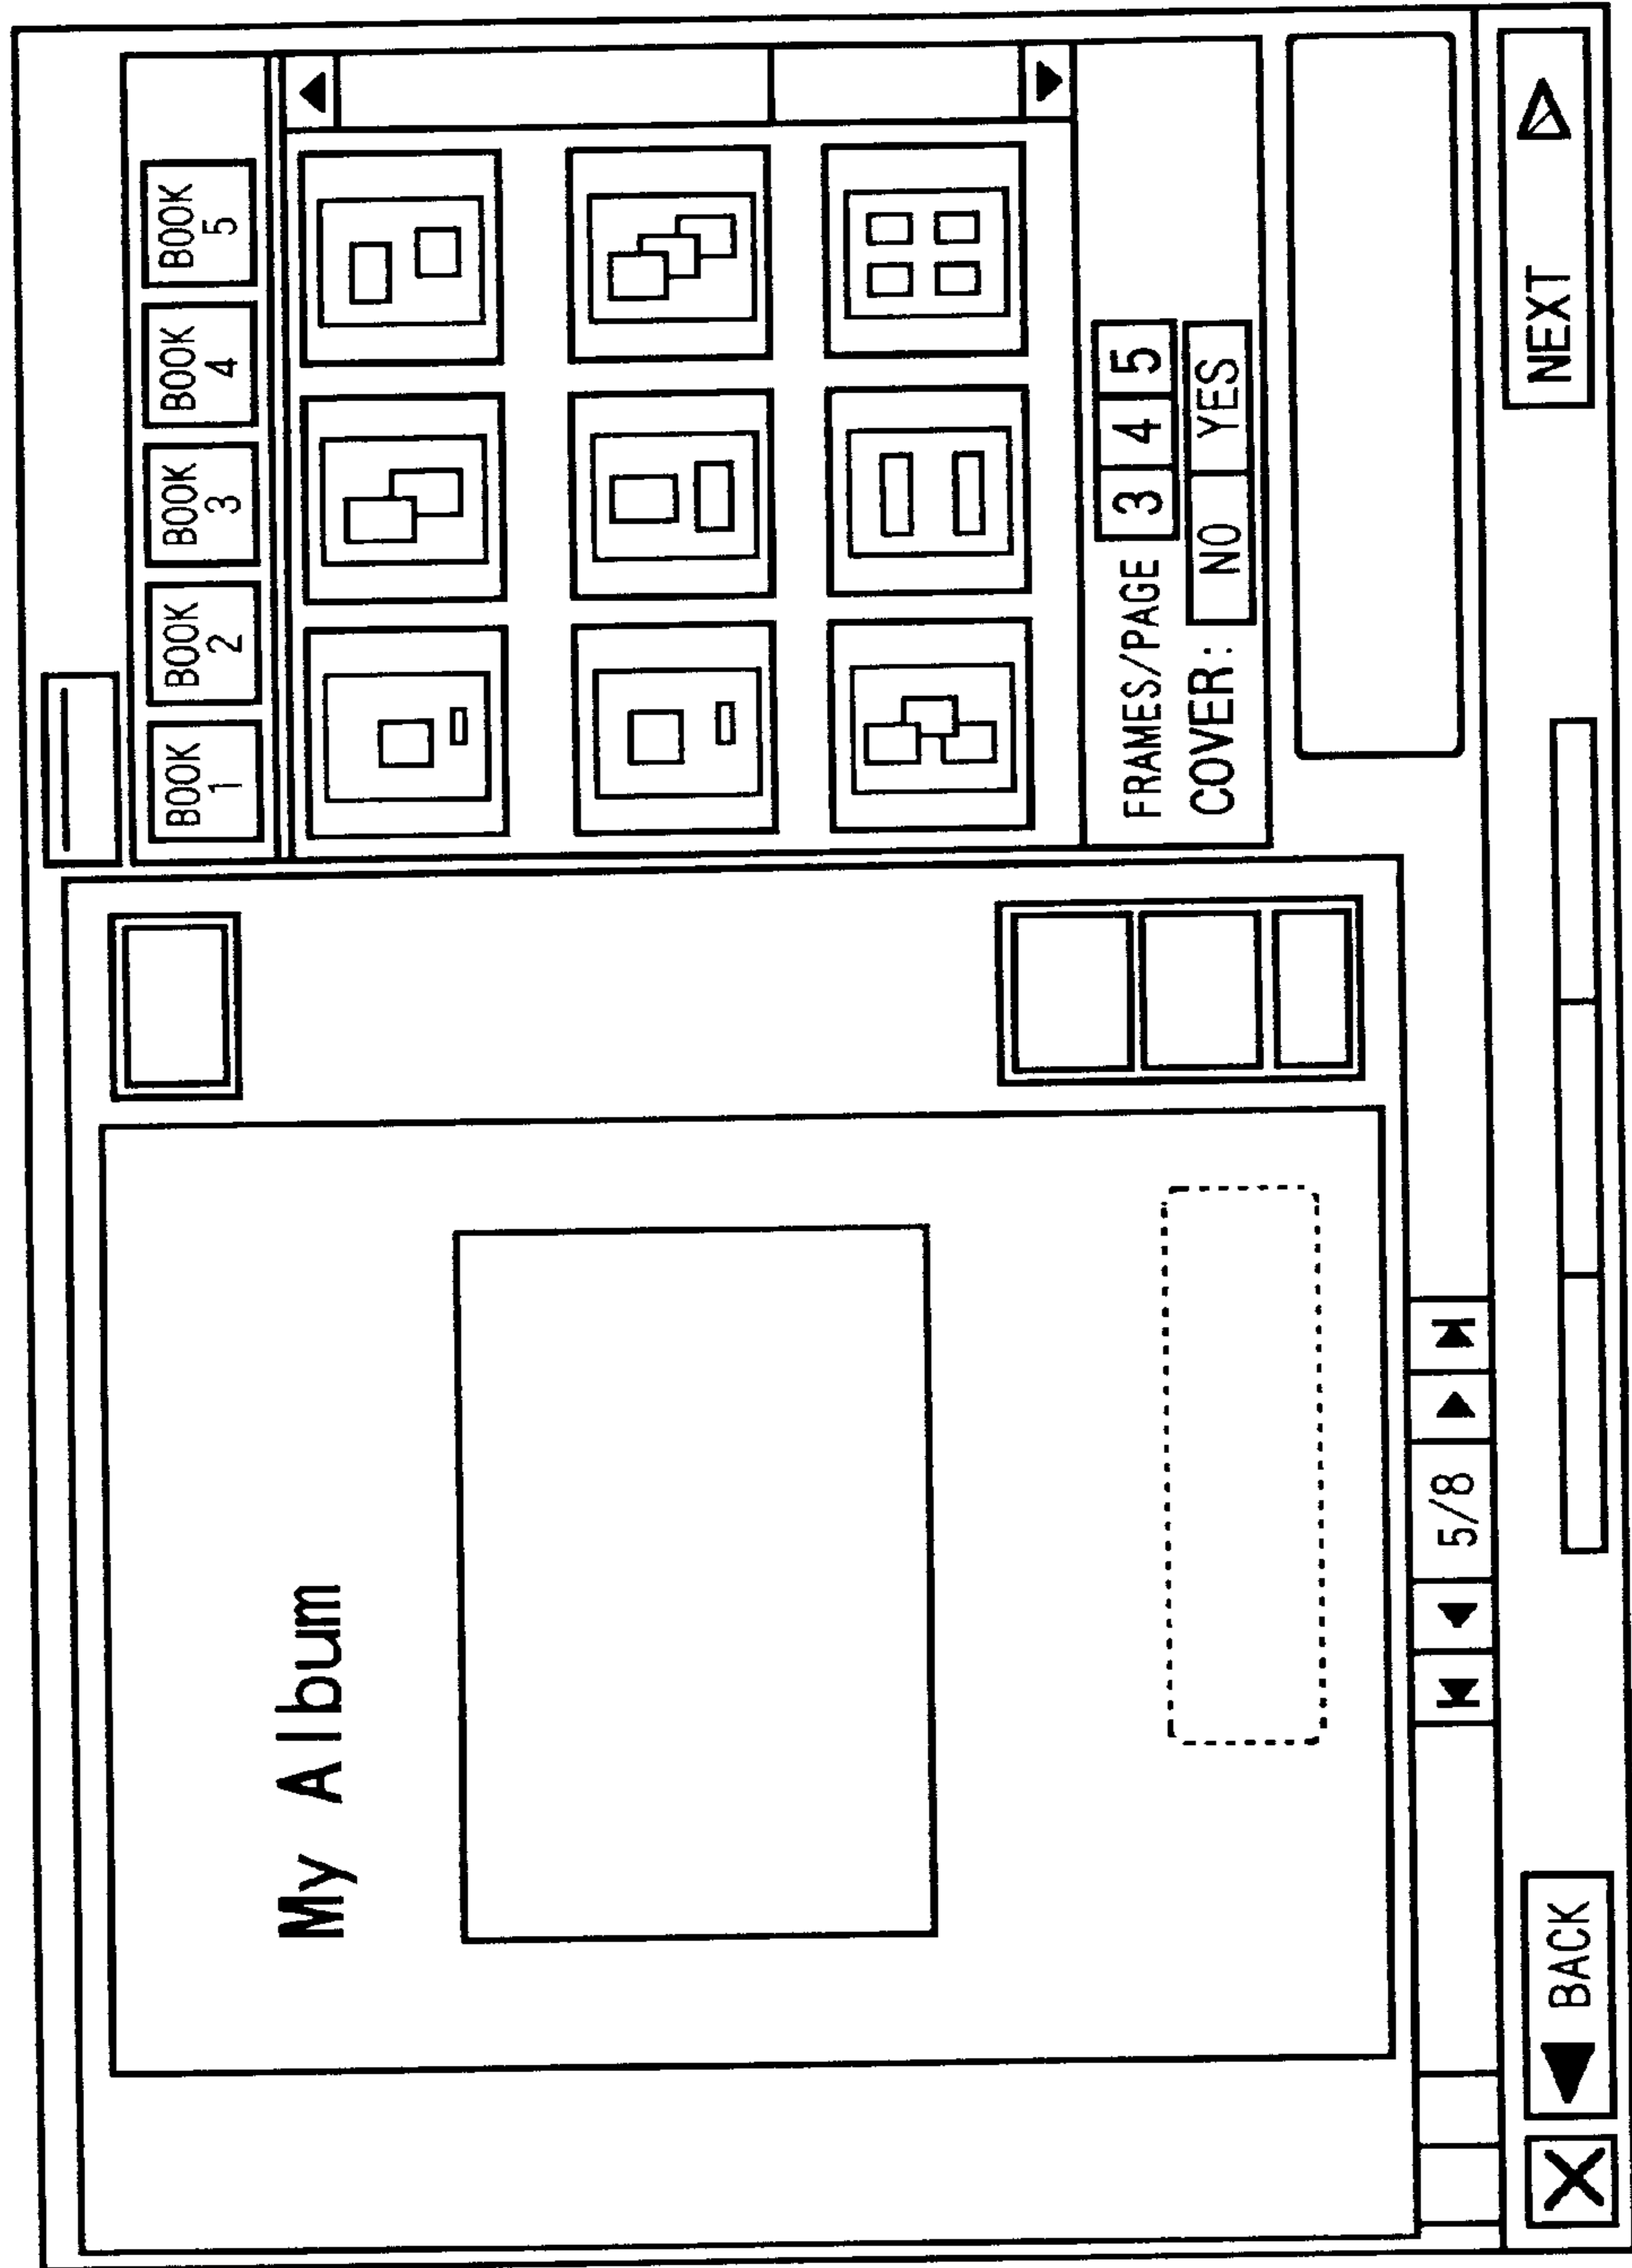 BOOK
1
BOOK
2
BOOK
3
BOOK
4
BOOK
5
My Album
FRAMES/PAGE 3 4 5
COVER: NO YES
5/8
X
BACK
NEXT